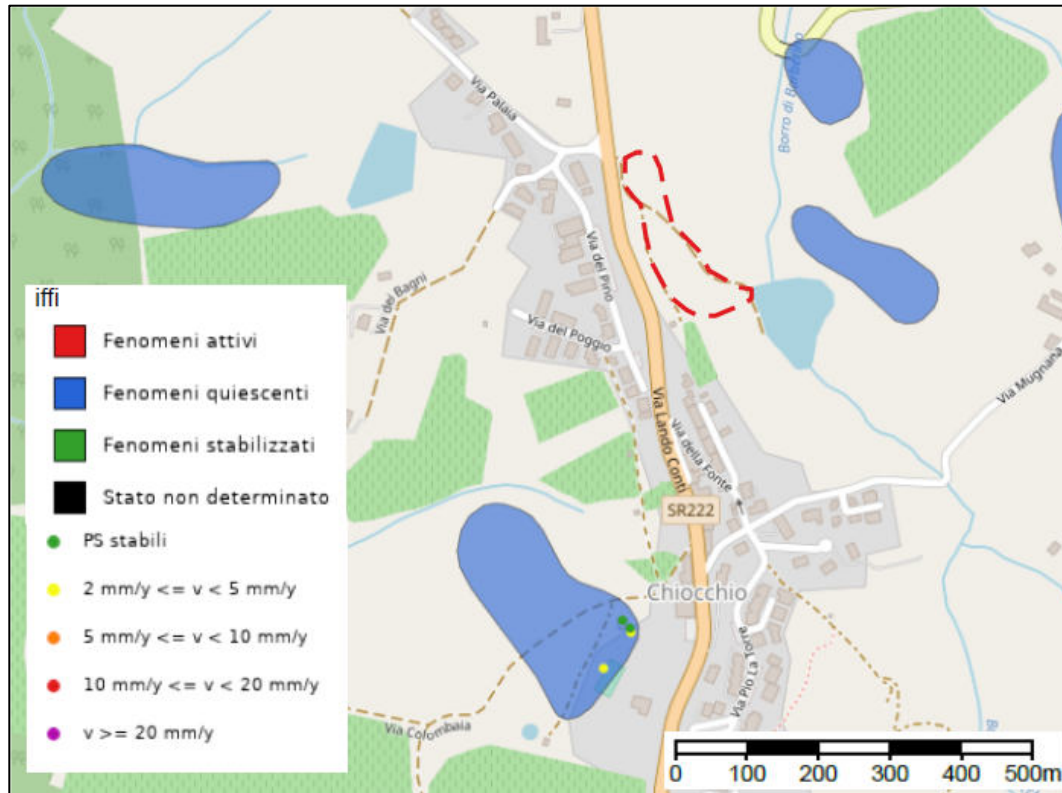 Via Palaia
Borro di Barberino
Via del Pino
Via dei Bagni
Via del Poggio
Via Mugnana
Via Lando Conti
Via della Fonte
SR222
Chiocchio
Via Pio La Torre
Via Colombaia
iffi
Fenomeni attivi
Fenomeni quiescenti
Fenomeni stabilizzati
Stato non determinato
PS stabili
2 mm/y <= v < 5 mm/y
5 mm/y <= v < 10 mm/y
10 mm/y <= v < 20 mm/y
v >= 20 mm/y
0 100 200 300 400 500m